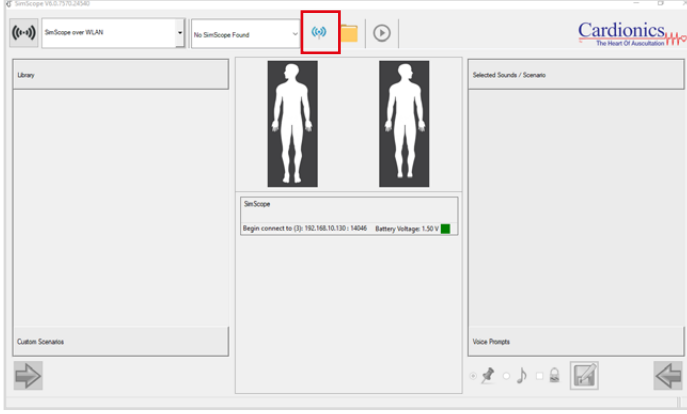 SimScope V6.0.7570.24540
SimScope over WLAN
No SimScope Found
Cardionics
The Heart Of Auscultation
Library
Selected Sounds / Scenario
SimScope
Begin connect to (3): 192.168.10.130 : 14046 Battery Voltage: 1.50 V
Custom Scenarios
Voice Prompts